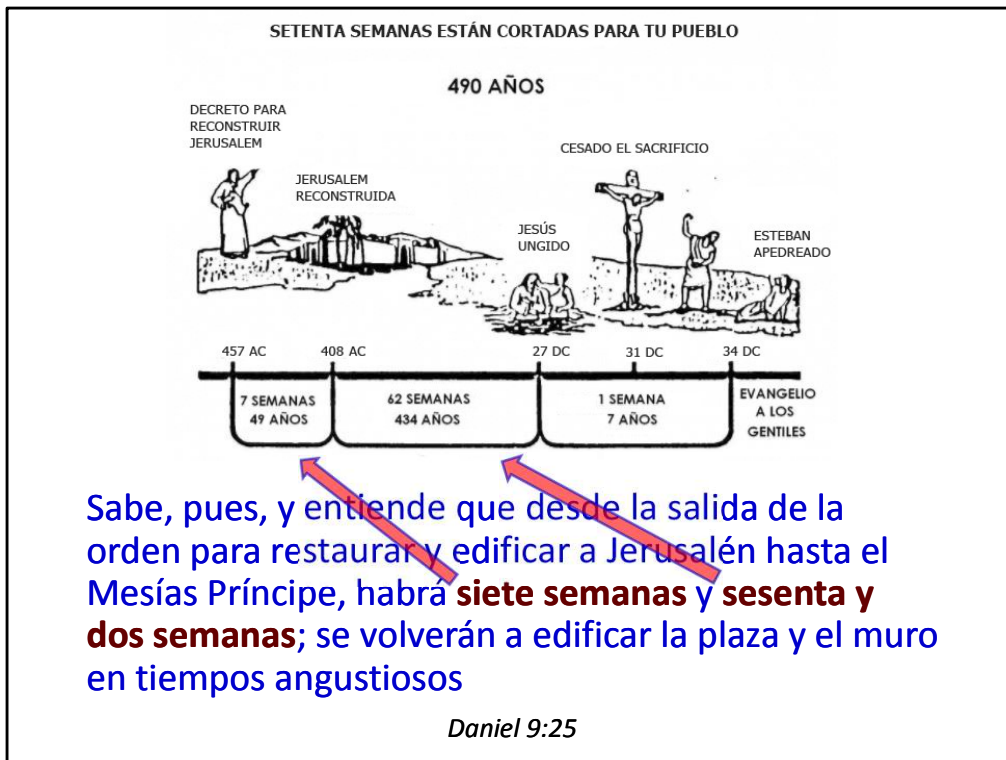 SETENTA SEMANAS ESTÁN CORTADAS PARA TU PUEBLO
490 AÑOS
DECRETO PARA
RECONSTRUIR
JERUSALEM
JERUSALEM
RECONSTRUIDA
JESÚS
UNGIDO
CESADO EL SACRIFICIO
ESTEBAN
APEDREADO
457 AC
408 AC
27 DC
31 DC
34 DC
7 SEMANAS
49 AÑOS
62 SEMANAS
434 AÑOS
1 SEMANA
7 AÑOS
EVANGELIO
A LOS
GENTILES
Sabe, pues, y entiende que desde la salida de la
orden para restaurar y edificar a Jerusalén hasta el
Mesías Príncipe, habrá siete semanas y sesenta y
dos semanas; se volverán a edificar la plaza y el muro
en tiempos angustiosos
Daniel 9:25